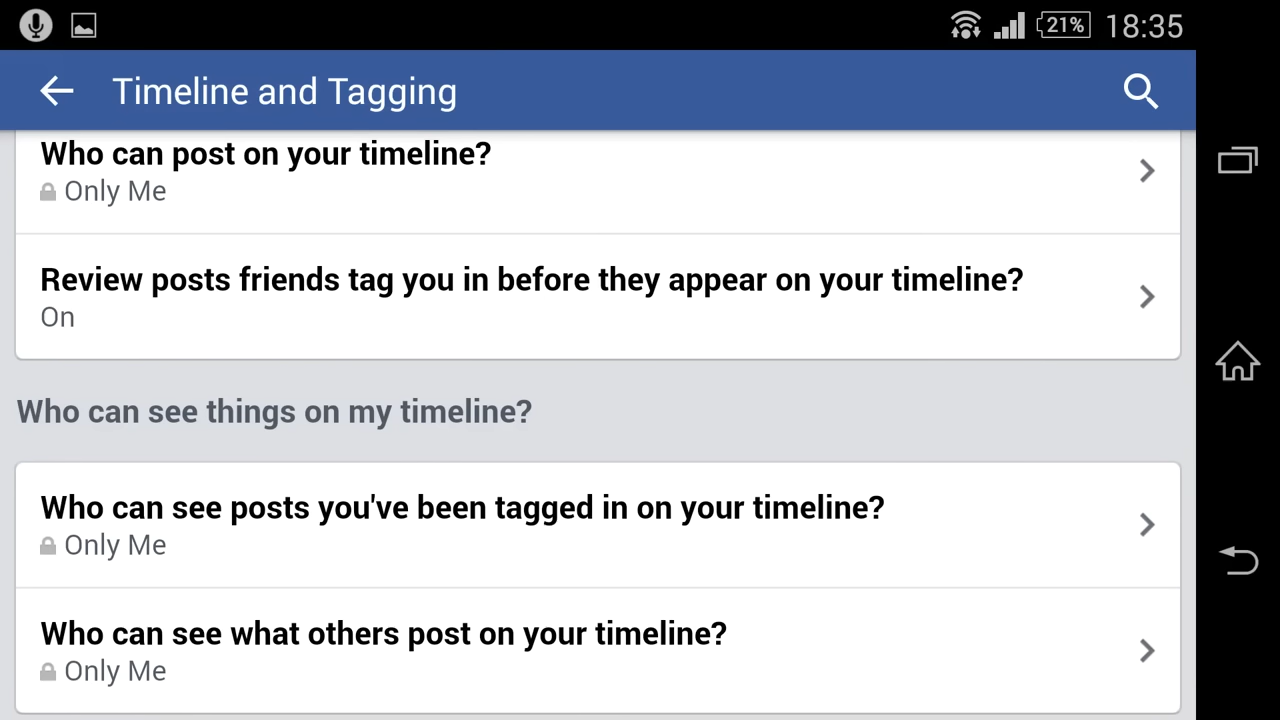 21% 18:35
Timeline and Tagging
Who can post on your timeline?
Only Me
Review posts friends tag you in before they appear on your timeline?
On
Who can see things on my timeline?
Who can see posts you've been tagged in on your timeline?
Only Me
Who can see what others post on your timeline?
Only Me